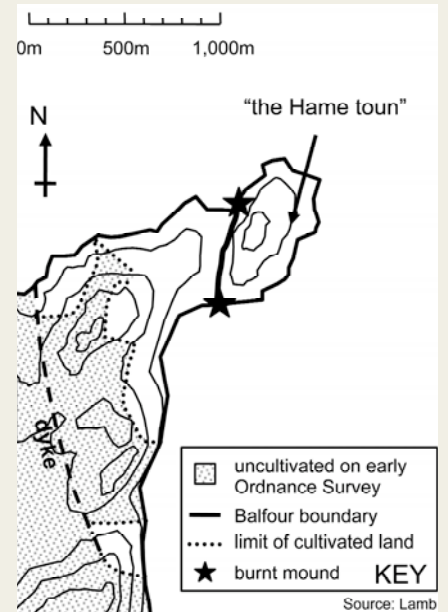 0m 500m 1,000m
"the Hame toun"
N
dyke
uncultivated on early
Ordnance Survey
Balfour boundary
limit of cultivated land
burnt mound KEY
Source: Lamb